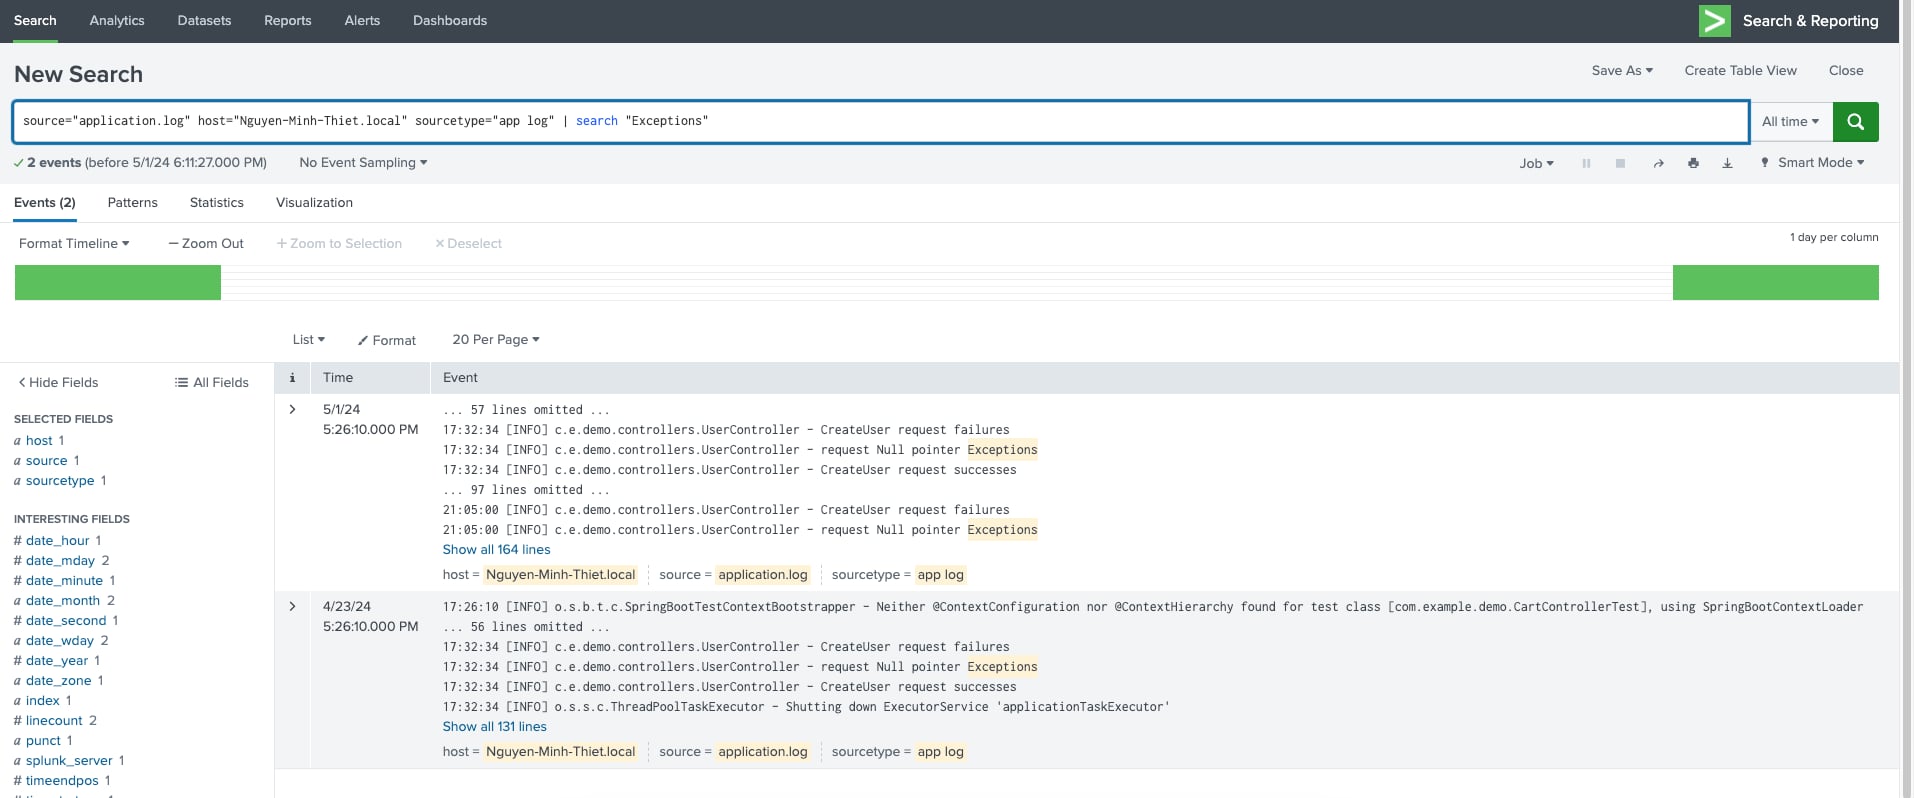 Search Analytics Datasets Reports Alerts Dashboards Search & Reporting
New Search Save As Create Table View Close
source="application.log" host="Nguyen-Minh-Thiet.local" sourcetype="app log" | search "Exceptions" All time
2 events (before 5/1/24 6:11:27.000 PM) No Event Sampling Job Smart Mode
Events (2) Patterns Statistics Visualization
Format Timeline — Zoom Out + Zoom to Selection × Deselect 1 day per column
List Format 20 Per Page
Hide Fields All Fields
SELECTED FIELDS
a host 1
a source 1
a sourcetype 1
INTERESTING FIELDS
# date_hour 1
# date_mday 2
# date_minute 1
a date_month 2
# date_second 1
a date_wday 2
# date_year 1
a date_zone 1
a index 1
# linecount 2
a punct 1
a splunk_server 1
# timeendpos 1
i Time Event
5/1/24
5:26:10.000 PM
... 57 lines omitted ...
17:32:34 [INFO] c.e.demo.controllers.UserController - CreateUser request failures
17:32:34 [INFO] c.e.demo.controllers.UserController - request Null pointer Exceptions
17:32:34 [INFO] c.e.demo.controllers.UserController - CreateUser request successes
... 97 lines omitted ...
21:05:00 [INFO] c.e.demo.controllers.UserController - CreateUser request failures
21:05:00 [INFO] c.e.demo.controllers.UserController - request Null pointer Exceptions
Show all 164 lines
host = Nguyen-Minh-Thiet.local source = application.log sourcetype = app log
4/23/24
5:26:10.000 PM
17:26:10 [INFO] o.s.b.t.c.SpringBootTestContextBootstrapper - Neither @ContextConfiguration nor @ContextHierarchy found for test class [com.example.demo.CartControllerTest], using SpringBootContextLoader
... 56 lines omitted ...
17:32:34 [INFO] c.e.demo.controllers.UserController - CreateUser request failures
17:32:34 [INFO] c.e.demo.controllers.UserController - request Null pointer Exceptions
17:32:34 [INFO] c.e.demo.controllers.UserController - CreateUser request successes
17:32:34 [INFO] o.s.s.c.ThreadPoolTaskExecutor - Shutting down ExecutorService 'applicationTaskExecutor'
Show all 131 lines
host = Nguyen-Minh-Thiet.local source = application.log sourcetype = app log